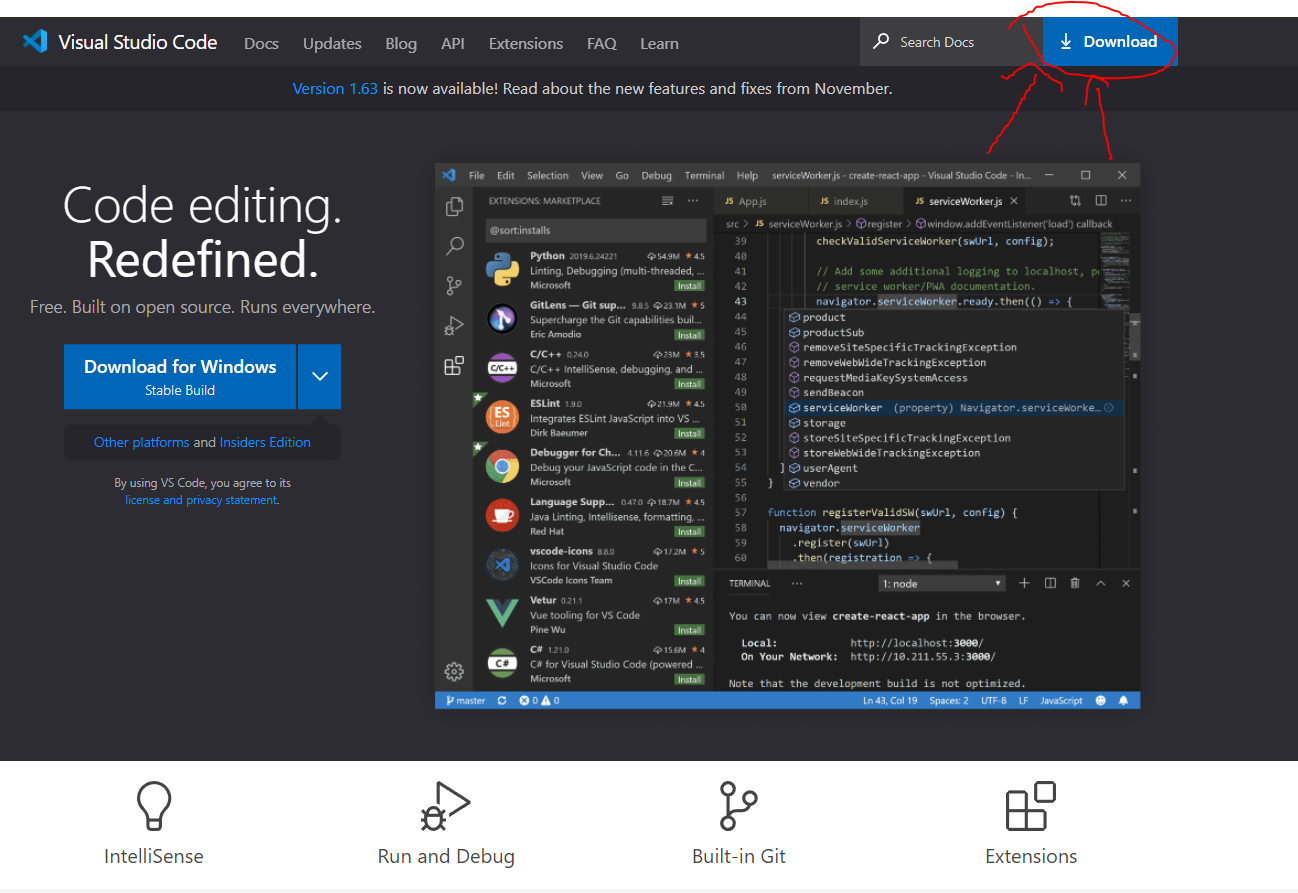 Visual Studio Code Docs Updates Blog API Extensions FAQ Learn Search Docs Download
Version 1.63 is now available! Read about the new features and fixes from November.
Code editing.
Redefined.
Free. Built on open source. Runs everywhere.
Download for Windows
Stable Build
Other platforms and Insiders Edition
By using VS Code, you agree to its
license and privacy statement.
File Edit Selection View Go Debug Terminal Help serviceWorker.js - create-react-app - Visual Studio Code - In...
EXTENSIONS: MARKETPLACE ...
@sort:installs
Python 2019.6.24221 54.9M 4.5
Linting, Debugging (multi-threaded, ...
Microsoft Install
GitLens — Git sup... 9.8.5 23.1M 5
Supercharge the Git capabilities buil...
Eric Amodio Install
C/C++
C/C++ 0.24.0 23M 3.5
C/C++ IntelliSense, debugging, and ...
Microsoft Install
ES
Lint
ESLint 1.9.0 21.9M 4.5
Integrates ESLint JavaScript into VS ...
Dirk Baeumer Install
Debugger for Ch... 4.11.6 20.6M 4
Debug your JavaScript code in the C...
Microsoft Install
Language Supp... 0.47.0 18.7M 4.5
Java Linting, Intellisense, formatting, ...
Red Hat Install
vscode-icons 8.8.0 17.2M 5
Icons for Visual Studio Code
VSCode Icons Team Install
Vetur 0.21.1 17M 4.5
Vue tooling for VS Code
Pine Wu Install
C#
C# 1.21.0 15.6M 4
C# for Visual Studio Code (powered ...
Microsoft Install
JS App.js JS index.js JS serviceWorker.js ...
src > JS serviceWorker.js > register > window.addEventListener('load') callback
39 checkValidServiceWorker(swUrl, config);
40
41 // Add some additional logging to localhost, p
42 // service worker/PWA documentation.
43 navigator.serviceWorker.ready.then(() => {
44 product
45 productSub
46 removeSiteSpecificTrackingException
47 removeWebWideTrackingException
48 requestMediaKeySystemAccess
49 sendBeacon
50 serviceWorker (property) Navigator.serviceWorke...
51 storage
52 storeSiteSpecificTrackingException
53 storeWebWideTrackingException
54 ] userAgent
55 } vendor
56
57 function registerValidSW(swUrl, config) {
58 navigator.serviceWorker
59 .register(swUrl)
60 .then(registration => {
TERMINAL ... 1: node
You can now view create-react-app in the browser.
Local: http://localhost:3000/
On Your Network: http://10.211.55.3:3000/
Note that the development build is not optimized.
master 0 0 Ln 43, Col 19 Spaces: 2 UTF-8 LF JavaScript
IntelliSense Run and Debug Built-in Git Extensions